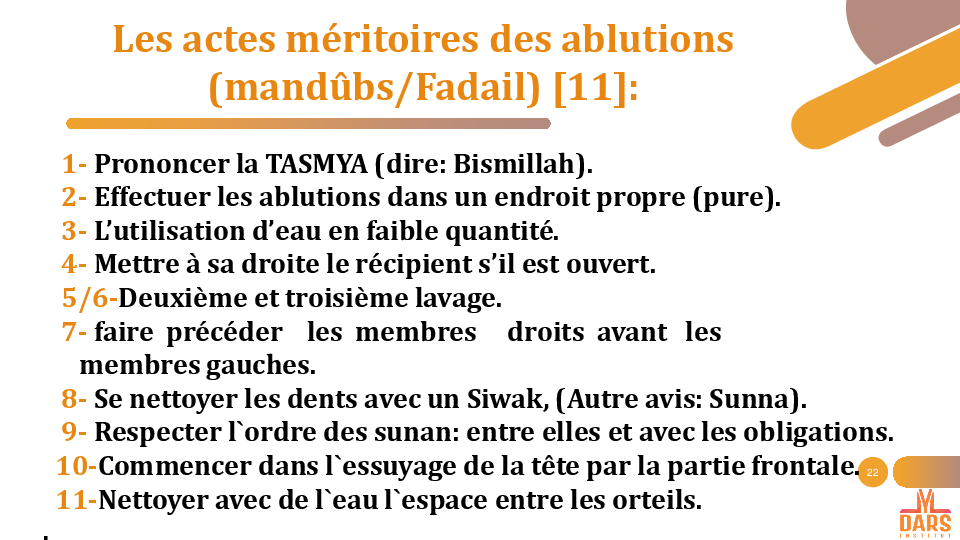 Les actes méritoires des ablutions
(mandûbs/Fadail) [11]:
1- Prononcer la TASMYA (dire: Bismillah).
2- Effectuer les ablutions dans un endroit propre (pure).
3- L’utilisation d’eau en faible quantité.
4- Mettre à sa droite le récipient s’il est ouvert.
5/6-Deuxième et troisième lavage.
7- faire précéder les membres droits avant les
membres gauches.
8- Se nettoyer les dents avec un Siwak, (Autre avis: Sunna).
9- Respecter l`ordre des sunan: entre elles et avec les obligations.
10-Commencer dans l`essuyage de la tête par la partie frontale.
22
11-Nettoyer avec de l`eau l`espace entre les orteils.
.
DARS
INSTITUT